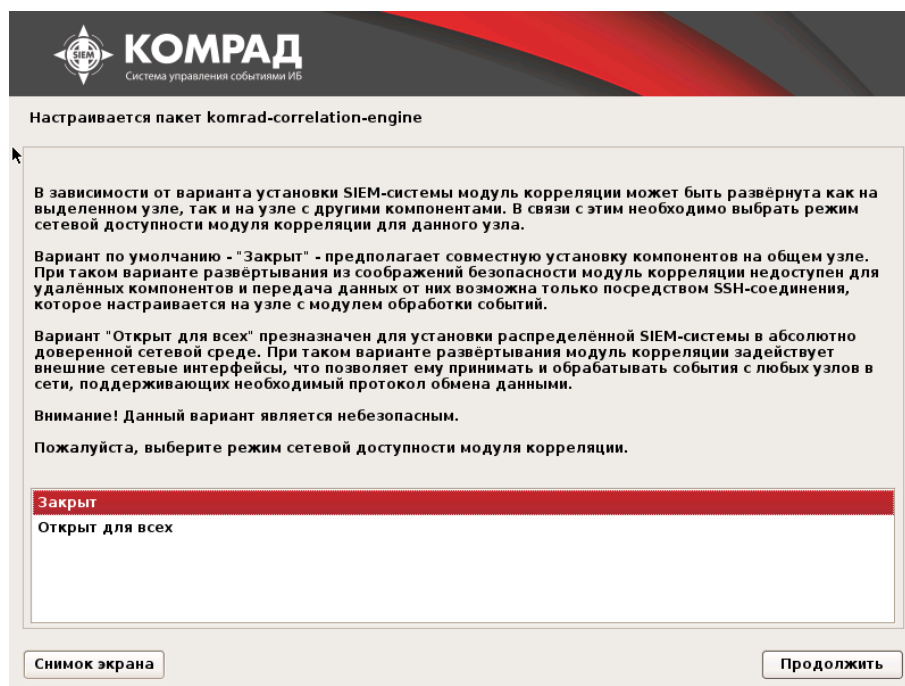 SIEM
КОМРАД
Система управления событиями ИБ
Настраивается пакет komrad-correlation-engine
В зависимости от варианта установки SIEM-системы модуль корреляции может быть развёрнута как на
выделенном узле, так и на узле с другими компонентами. В связи с этим необходимо выбрать режим
сетевой доступности модуля корреляции для данного узла.
Вариант по умолчанию - "Закрыт" - предполагает совместную установку компонентов на общем узле.
При таком варианте развёртывания из соображений безопасности модуль корреляции недоступен для
удалённых компонентов и передача данных от них возможна только посредством SSH-соединения,
которое настраивается на узле с модулем обработки событий.
Вариант "Открыт для всех" презназначен для установки распределённой SIEM-системы в абсолютно
доверенной сетевой среде. При таком варианте развёртывания модуль корреляции задействует
внешние сетевые интерфейсы, что позволяет ему принимать и обрабатывать события с любых узлов в
сети, поддерживающих необходимый протокол обмена данными.
Внимание! Данный вариант является небезопасным.
Пожалуйста, выберите режим сетевой доступности модуля корреляции.
Закрыт
Открыт для всех
Снимок экрана
Продолжить